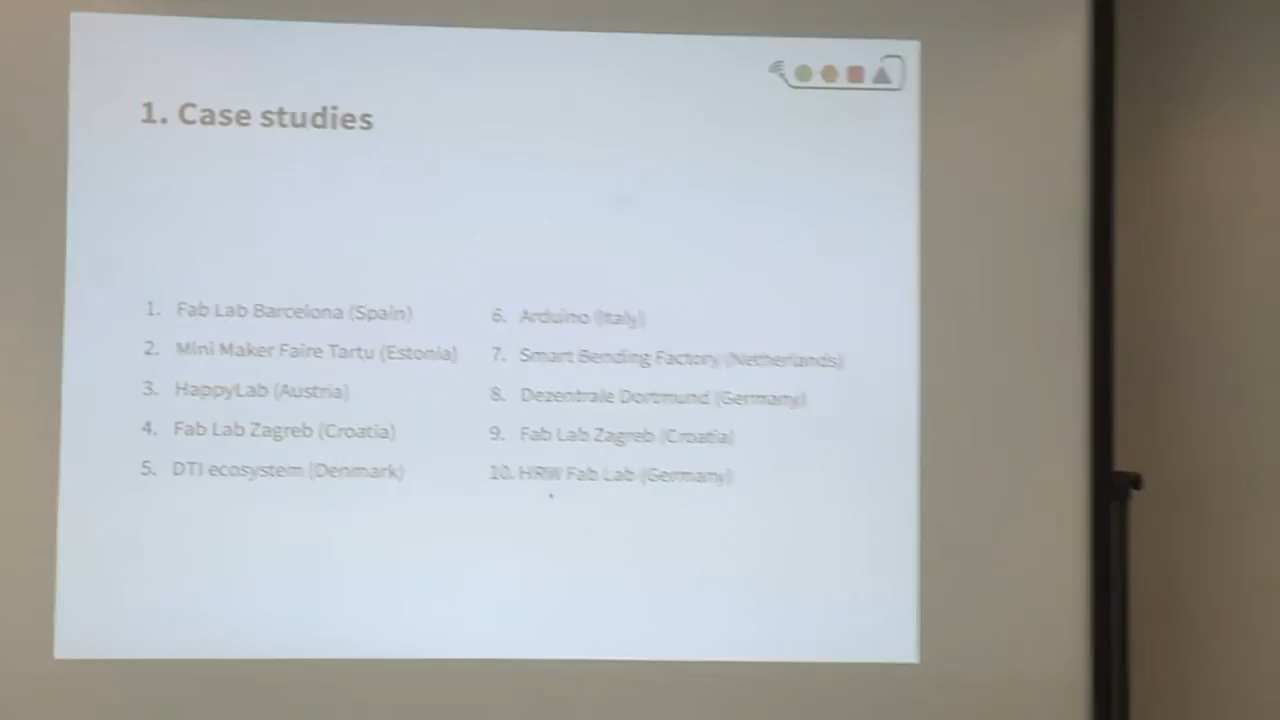 1. Case studies
1. Fab Lab Barcelona (Spain)
2. Mini Maker Faire Tartu (Estonia)
3. HappyLab (Austria)
4. Fab Lab Zagreb (Croatia)
5. DTI ecosystem (Denmark)
6. Arduino (Italy)
7. Smart Bending Factory (Netherlands)
8. Dezentrale Dortmund (Germany)
9. Fab Lab Zagreb (Croatia)
10. HRW Fab Lab (Germany)